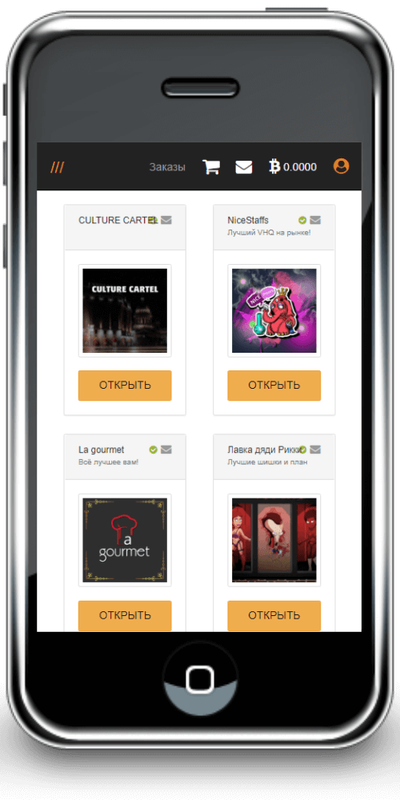 /// Заказы 0.0000
CULTURE CARTEL
NiceStaffs
Лучший VHQ на рынке!
CULTURE CARTEL
ОТКРЫТЬ
ОТКРЫТЬ
La gourmet
Всё лучшее вам!
Лавка дяди Рикки
Лучшие шишки и план
a
gourmet
ОТКРЫТЬ
ОТКРЫТЬ